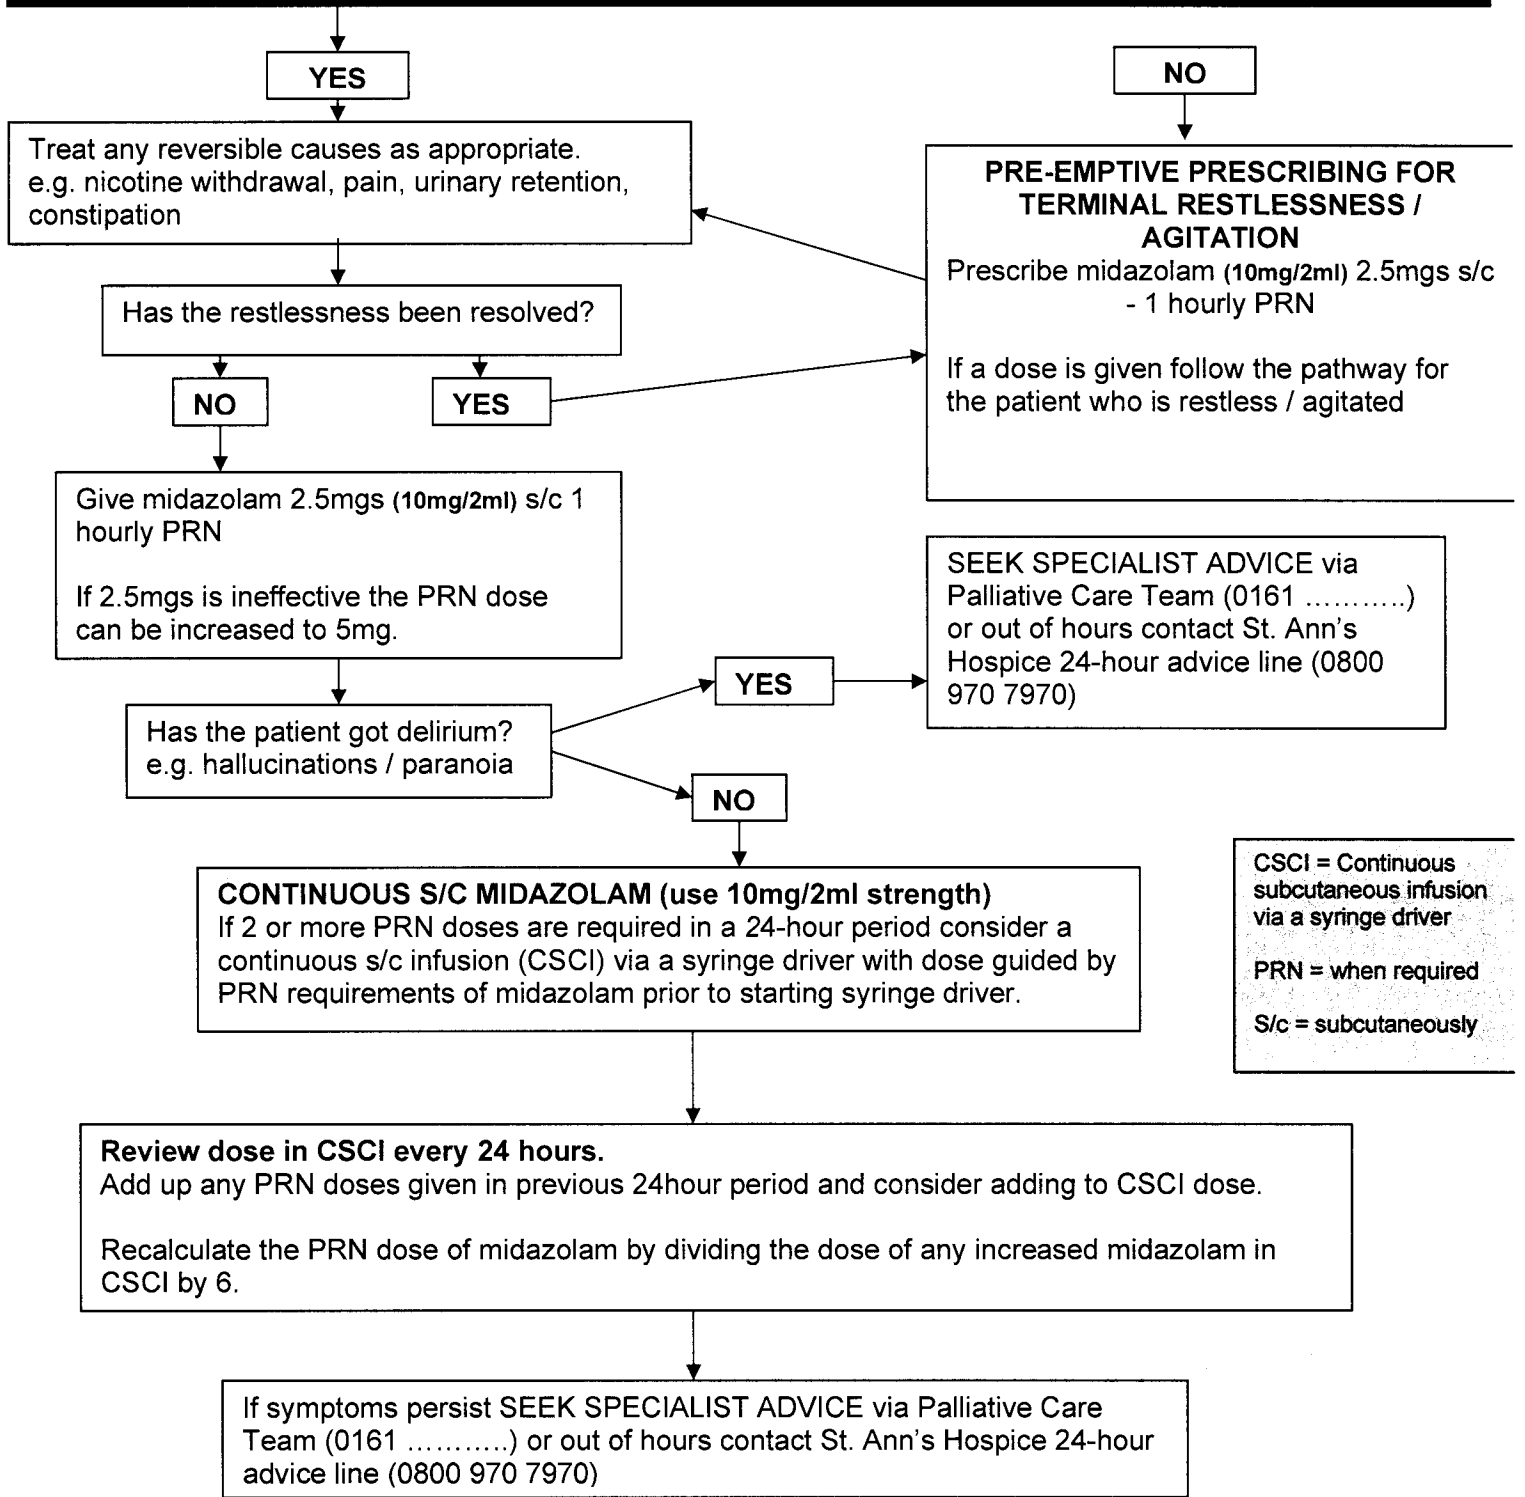 YES
NO
Treat any reversible causes as appropriate.
e.g. nicotine withdrawal, pain, urinary retention,
constipation
PRE-EMPTIVE PRESCRIBING FOR
TERMINAL RESTLESSNESS /
AGITATION
Prescribe midazolam (10mg/2ml) 2.5mgs s/c
- 1 hourly PRN
If a dose is given follow the pathway for
the patient who is restless / agitated
Has the restlessness been resolved?
NO
YES
Give midazolam 2.5mgs (10mg/2ml) s/c 1
hourly PRN
If 2.5mgs is ineffective the PRN dose
can be increased to 5mg.
SEEK SPECIALIST ADVICE via
Palliative Care Team (0161 ………..)
or out of hours contact St. Ann's
Hospice 24-hour advice line (0800
970 7970)
YES
Has the patient got delirium?
e.g. hallucinations / paranoia
NO
CONTINUOUS S/C MIDAZOLAM (use 10mg/2ml strength)
If 2 or more PRN doses are required in a 24-hour period consider a
continuous s/c infusion (CSCI) via a syringe driver with dose guided by
PRN requirements of midazolam prior to starting syringe driver.
CSCI = Continuous
subcutaneous infusion
via a syringe driver
PRN = when required
S/c = subcutaneously
Review dose in CSCI every 24 hours.
Add up any PRN doses given in previous 24hour period and consider adding to CSCI dose.
Recalculate the PRN dose of midazolam by dividing the dose of any increased midazolam in
CSCI by 6.
If symptoms persist SEEK SPECIALIST ADVICE via Palliative Care
Team (0161 ………..) or out of hours contact St. Ann's Hospice 24-hour
advice line (0800 970 7970)